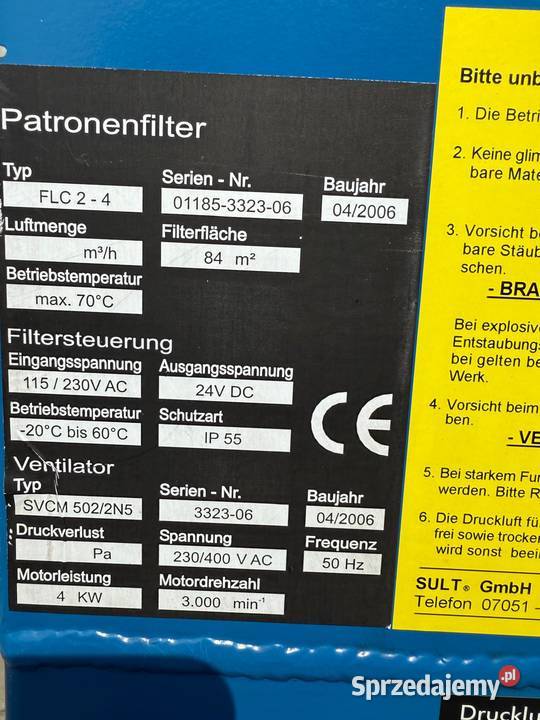 Patronenfilter
Typ Serien - Nr. Baujahr
FLC 2 - 4 01185-3323-06 04/2006
Luftmenge Filterfläche
m³/h 84 m²
Betriebstemperatur
max. 70°C
Filtersteuerung
Eingangsspannung Ausgangsspannung
115 / 230V AC 24V DC
Betriebstemperatur Schutzart
-20°C bis 60°C IP 55
CE
Ventilator
Typ Serien - Nr. Baujahr
SVCM 502/2N5 3323-06 04/2006
Druckverlust Spannung Frequenz
Pa 230/400 V AC 50 Hz
Motorleistung Motordrehzahl
4 KW 3.000 min⁻¹
Bitte unb
1. Die Betri
2. Keine glim
bare Mate
3. Vorsicht b
bare Stäub
schen.
- BRA
Bei explosiv
Entstaubung
bei gelten be
Werk.
4. Vorsicht beim
ben.
- VE
5. Bei starkem Fu
werden. Bitte R
6. Die Druckluft fü
frei sowie trocke
wird sonst beei
SULT® GmbH
Telefon 07051 -
Drucklu
Sprzedajemy.pl